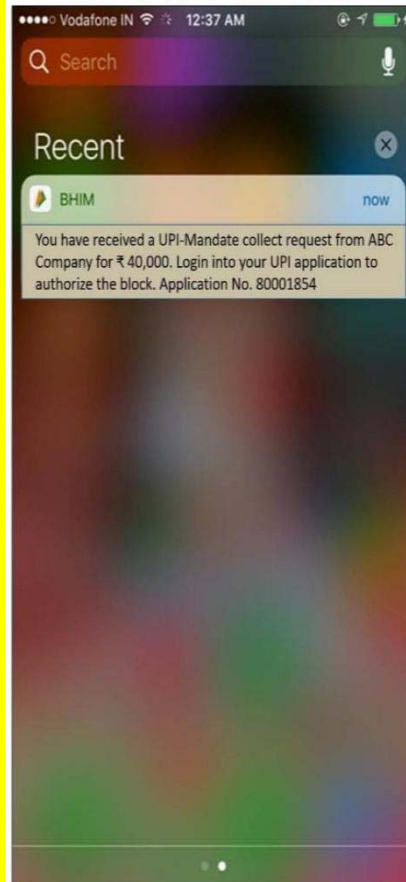 Vodafone IN 12:37 AM
Search
Recent
BHIM now
You have received a UPI-Mandate collect request from ABC
Company for ₹ 40,000. Login into your UPI application to
authorize the block. Application No. 80001854